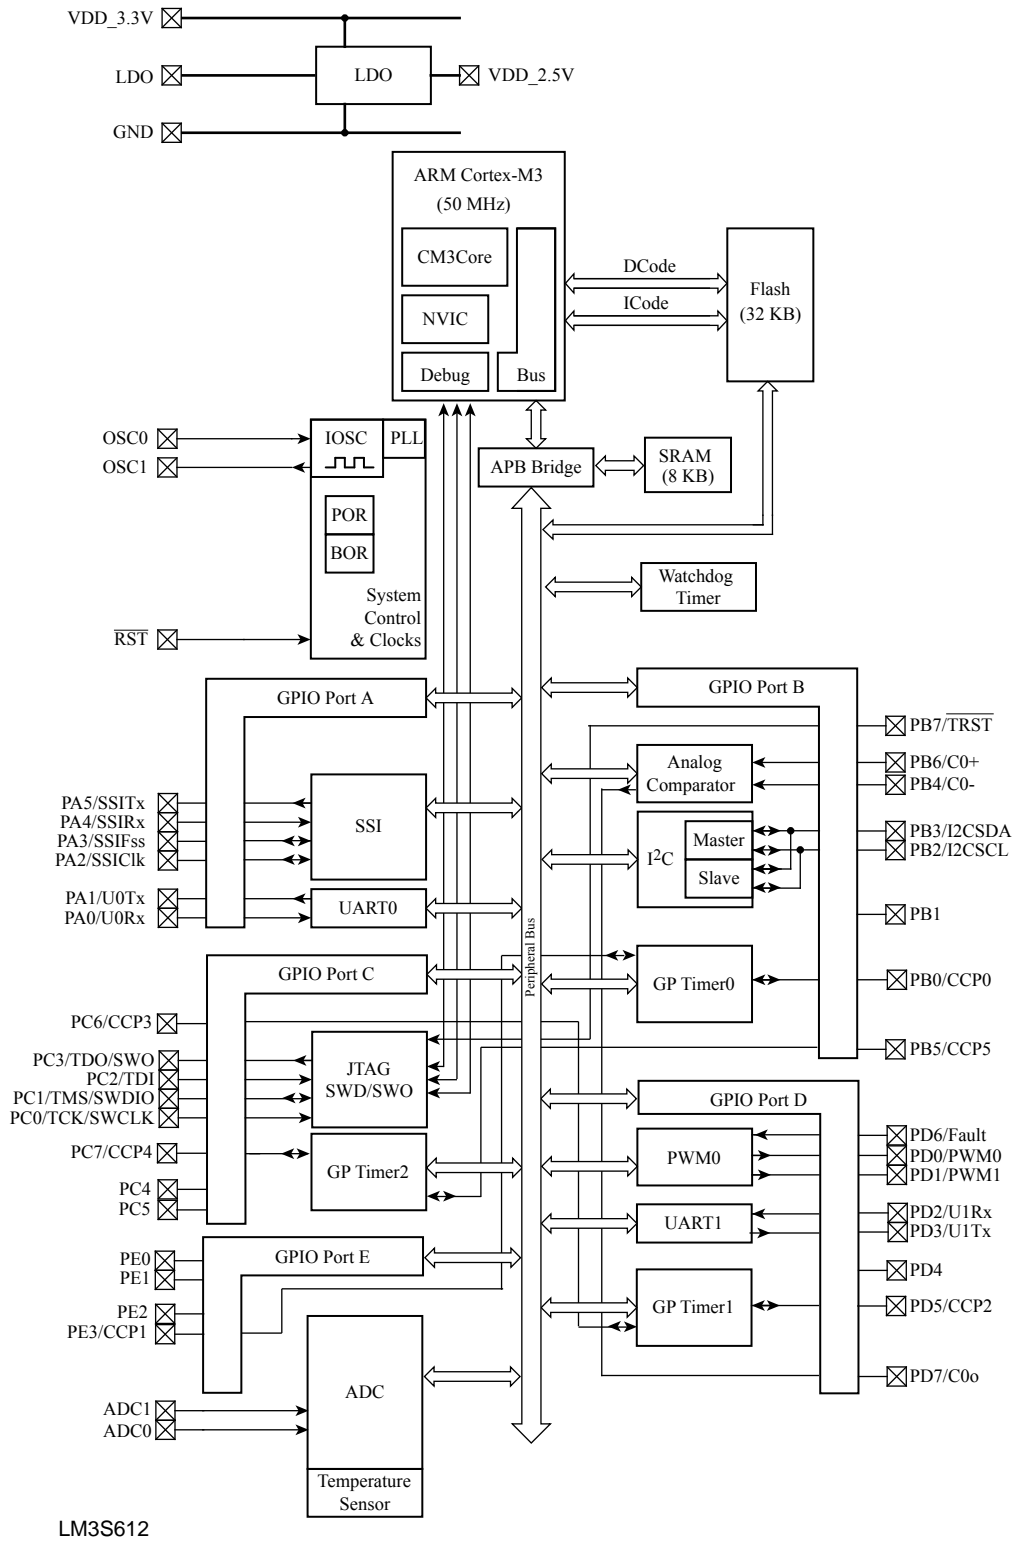 VDD_3.3V
LDO
LDO
VDD_2.5V
GND
ARM Cortex-M3
(50 MHz)
CM3Core
NVIC
Debug
Bus
DCode
ICode
Flash
(32 KB)
OSC0
OSC1
IOSC
PLL
POR
BOR
System
Control
& Clocks
RST
APB Bridge
SRAM
(8 KB)
Watchdog
Timer
Peripheral Bus
GPIO Port A
PA5/SSITx
PA4/SSIRx
PA3/SSIFss
PA2/SSIClk
SSI
PA1/U0Tx
PA0/U0Rx
UART0
GPIO Port B
PB7/TRST
Analog
Comparator
PB6/C0+
PB4/C0-
I²C
Master
Slave
PB3/I2CSDA
PB2/I2CSCL
PB1
GP Timer0
PB0/CCP0
PB5/CCP5
GPIO Port C
PC6/CCP3
PC3/TDO/SWO
PC2/TDI
PC1/TMS/SWDIO
PC0/TCK/SWCLK
JTAG
SWD/SWO
PC7/CCP4
GP Timer2
PC4
PC5
GPIO Port D
PWM0
PD6/Fault
PD0/PWM0
PD1/PWM1
UART1
PD2/U1Rx
PD3/U1Tx
PD4
GP Timer1
PD5/CCP2
PD7/C0o
GPIO Port E
PE0
PE1
PE2
PE3/CCP1
ADC
ADC1
ADC0
Temperature
Sensor
LM3S612